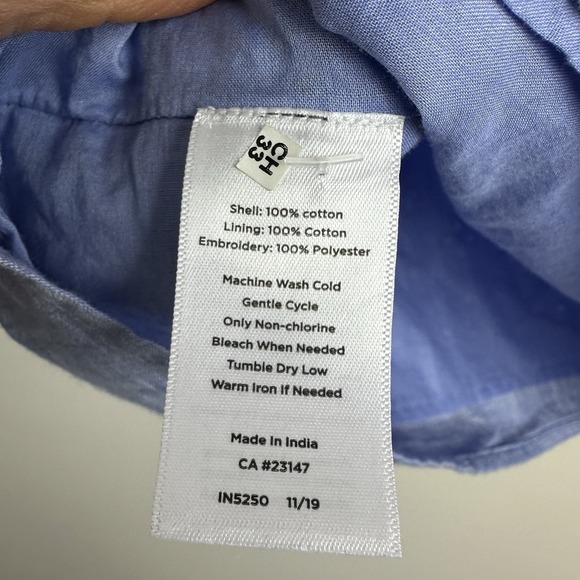 CH
33
Shell: 100% cotton
Lining: 100% Cotton
Embroidery: 100% Polyester
Machine Wash Cold
Gentle Cycle
Only Non-chlorine
Bleach When Needed
Tumble Dry Low
Warm Iron If Needed
Made In India
CA #23147
IN5250 11/19